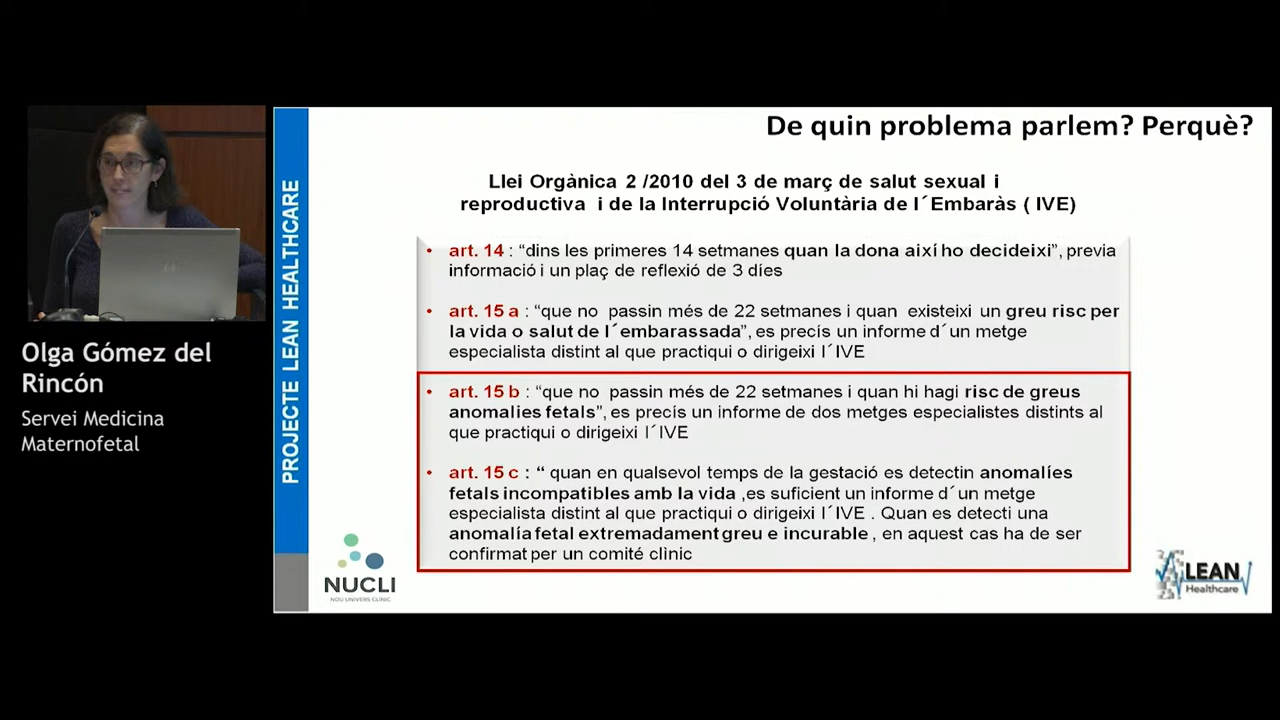 De quin problema parlem? Perquè?
Llei Orgànica 2 /2010 del 3 de març de salut sexual i
reproductiva i de la Interrupció Voluntària de l´Embaràs ( IVE)
• art. 14 : “dins les primeres 14 setmanes quan la dona així ho decideixi”, previa
informació i un plaç de reflexió de 3 díes
• art. 15 a : “que no passin més de 22 setmanes i quan existeixi un greu risc per
la vida o salut de l´embarassada”, es precís un informe d´un metge
especialista distint al que practiqui o dirigeixi l´IVE
• art. 15 b : “que no passin més de 22 setmanes i quan hi hagi risc de greus
anomalies fetals”, es precís un informe de dos metges especialistes distints al
que practiqui o dirigeixi l´IVE
• art. 15 c : “ quan en qualsevol temps de la gestació es detectin anomalíes
fetals incompatibles amb la vida ,es suficient un informe d´un metge
especialista distint al que practiqui o dirigeixi l´IVE . Quan es detecti una
anomalía fetal extremadament greu e incurable , en aquest cas ha de ser
confirmat per un comité clìnic
PROJECTE LEAN HEALTHCARE
Olga Gómez del
Rincón
Servei Medicina
Maternofetal
NUCLI
NOU UNIVERS CLÍNIC
LEAN
Healthcare